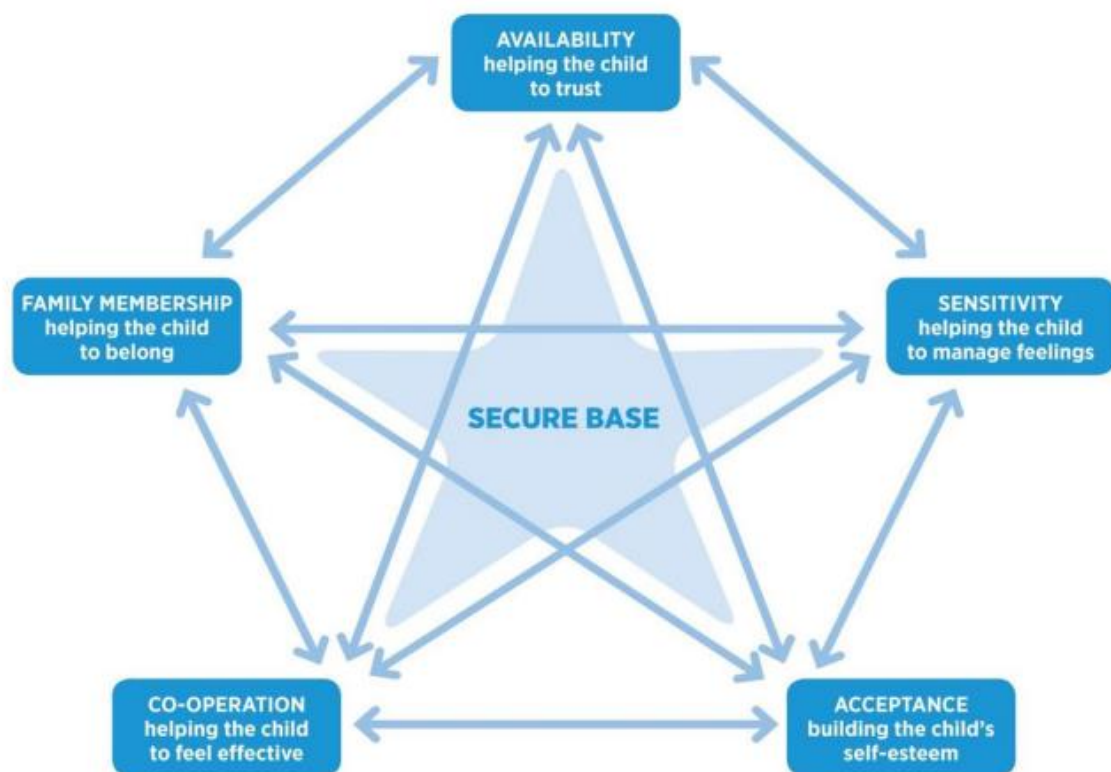 AVAILABILITY
helping the child
to trust
FAMILY MEMBERSHIP
helping the child
to belong
SENSITIVITY
helping the child
to manage feelings
SECURE BASE
CO-OPERATION
helping the child
to feel effective
ACCEPTANCE
building the child's
self-esteem